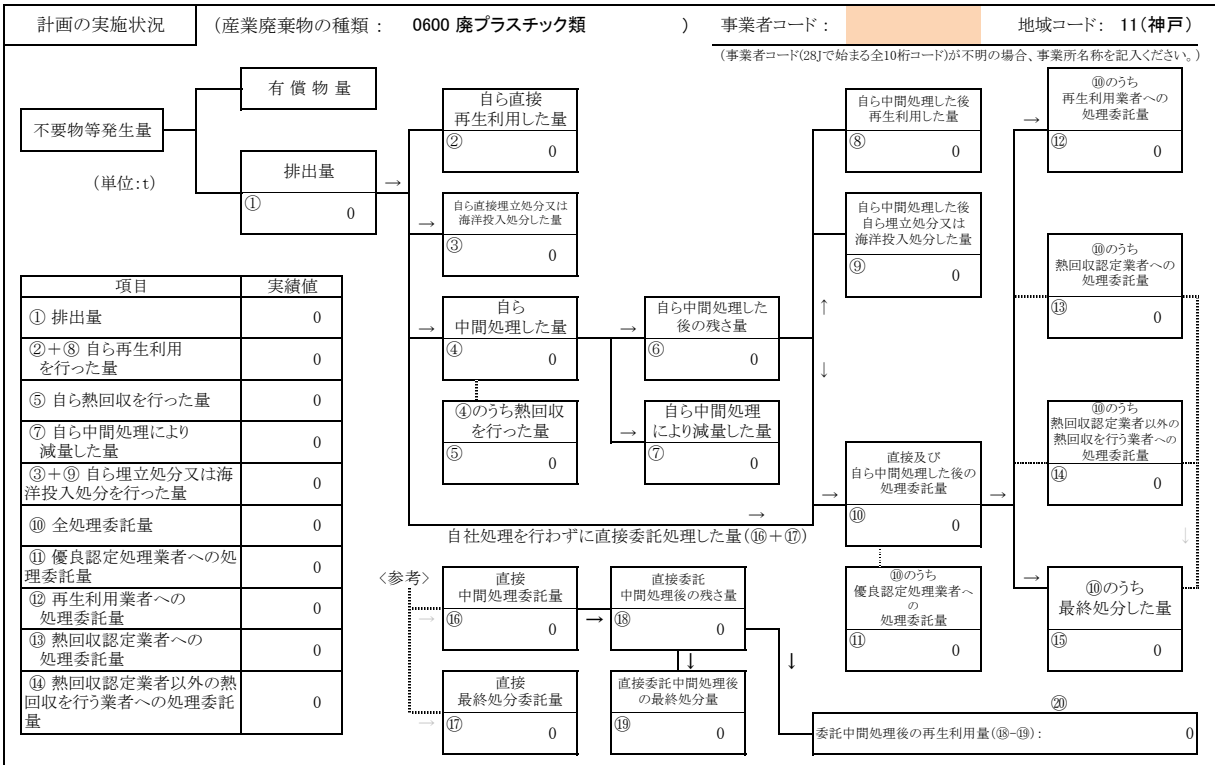 計画の実施状況
(産業廃棄物の種類 : 0600 廃プラスチック類 )
事業者コード :
地域コード: 11(神戸)
(事業者コード(28Jで始まる全10桁コード)が不明の場合、事業所名称を記入ください。)
不要物等発生量
(単位:t)
有 償 物 量
排出量
① 0
→
自ら直接
再生利用した量
② 0
→
自ら直接埋立処分又は
海洋投入処分した量
③ 0
→
自ら
中間処理した量
④ 0
④のうち熱回収
を行った量
⑤ 0
→
自ら中間処理した
後の残さ量
⑥ 0
→
自ら中間処理
により減量した量
⑦ 0
自ら中間処理した後
再生利用した量
⑧ 0
自ら中間処理した後
自ら埋立処分又は
海洋投入処分した量
⑨ 0
↑
↓
→
直接及び
自ら中間処理した後の
処理委託量
⑩ 0
→
⑩のうち
優良認定処理業者へ
の
処理委託量
⑪ 0
→
⑩のうち
再生利用業者への
処理委託量
⑫ 0
⑩のうち
熱回収認定業者への
処理委託量
⑬ 0
⑩のうち
熱回収認定業者以外の
熱回収を行う業者への
処理委託量
⑭ 0
↓
→
⑩のうち
最終処分した量
⑮ 0
→
自社処理を行わずに直接委託処理した量(⑯+⑰)
〈参考〉
→
直接
中間処理委託量
⑯ 0
→
直接
最終処分委託量
⑰ 0
→
直接委託
中間処理後の残さ量
⑱ 0
↓
直接委託中間処理後
の最終処分量
⑲ 0
↓
⑳
委託中間処理後の再生利用量(⑱-⑲) : 0
項目 実績値
① 排出量 0
②+⑧ 自ら再生利用
を行った量 0
⑤ 自ら熱回収を行った量 0
⑦ 自ら中間処理により
減量した量 0
③+⑨ 自ら埋立処分又は海
洋投入処分を行った量 0
⑩ 全処理委託量 0
⑪ 優良認定処理業者への処
理委託量 0
⑫ 再生利用業者への
処理委託量 0
⑬ 熱回収認定業者への
処理委託量 0
⑭ 熱回収認定業者以外の熱
回収を行う業者への処理委託
量 0